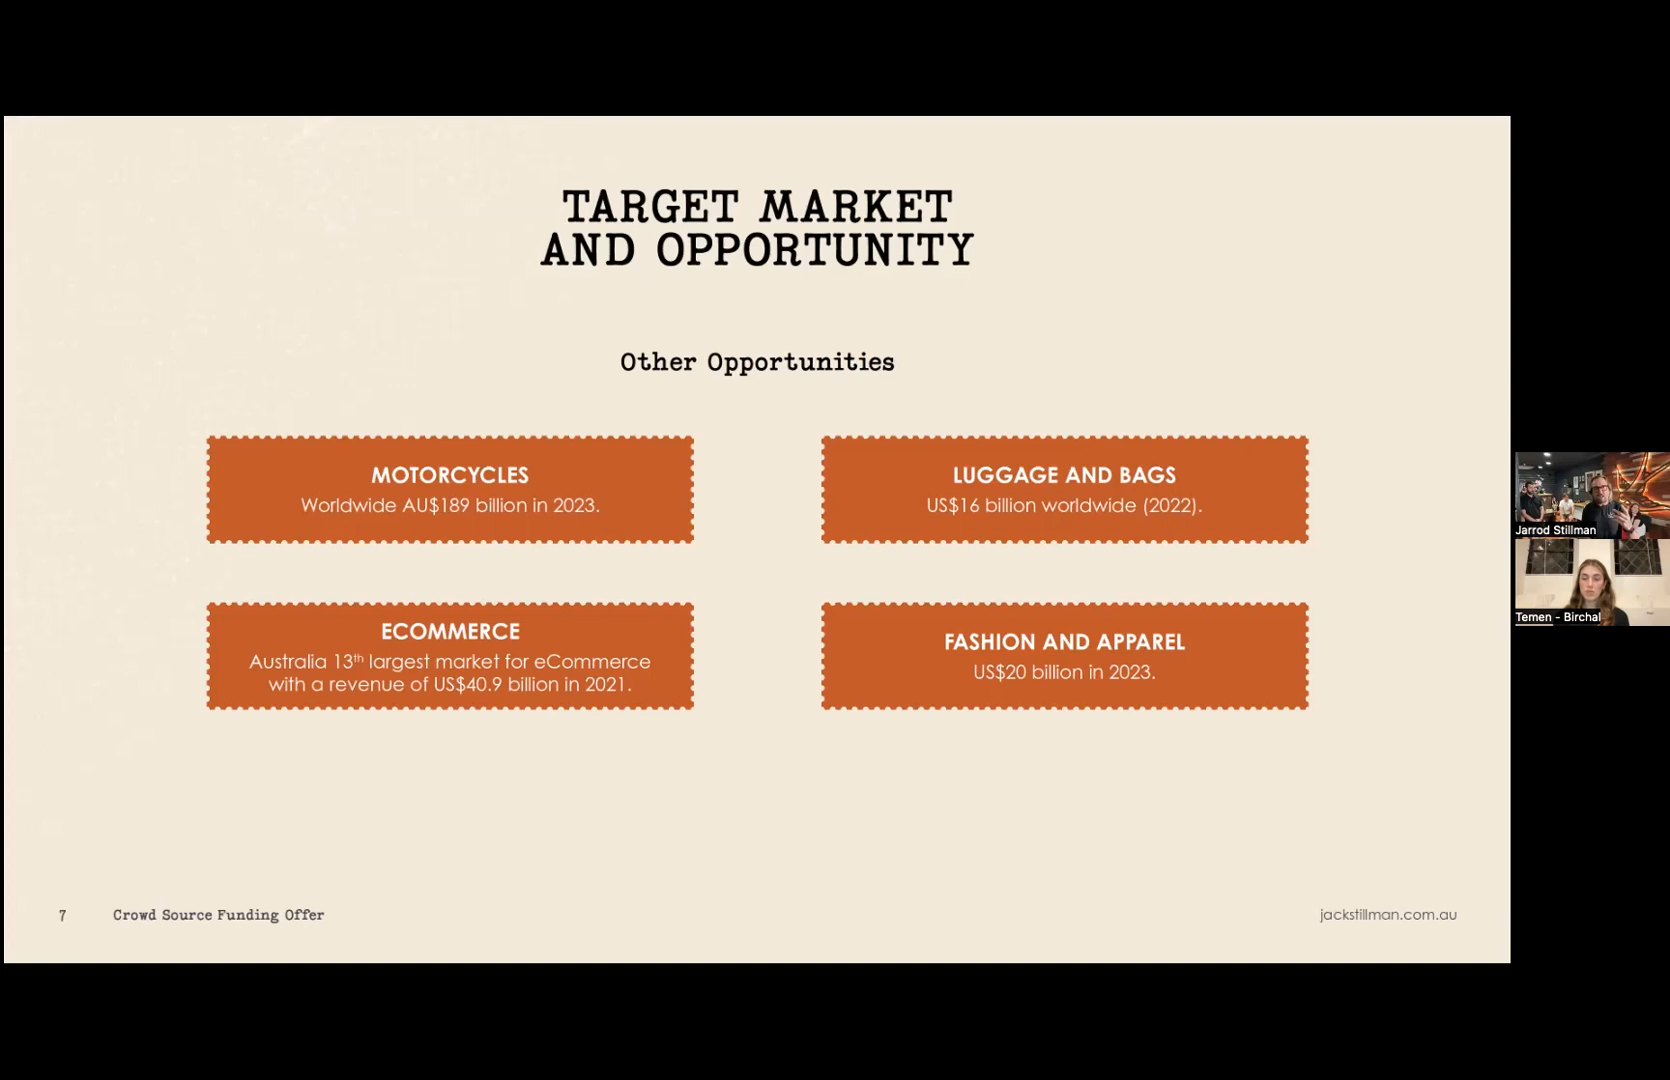 TARGET MARKET
AND OPPORTUNITY
Other Opportunities
MOTORCYCLES
Worldwide AU$189 billion in 2023.
LUGGAGE AND BAGS
US$16 billion worldwide (2022).
ECOMMERCE
Australia 13th largest market for eCommerce
with a revenue of US$40.9 billion in 2021.
FASHION AND APPAREL
US$20 billion in 2023.
7
Crowd Source Funding Offer
jackstillman.com.au
Jarrod Stillman
Temen - Birchal